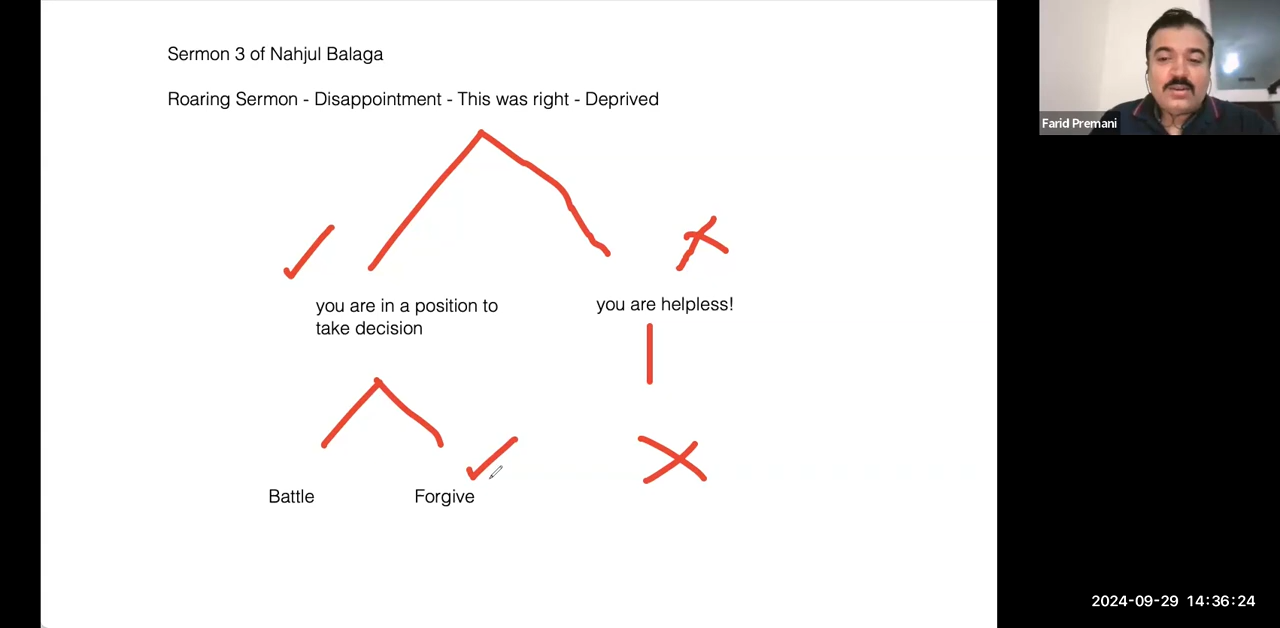 Sermon 3 of Nahjul Balaga
Roaring Sermon - Disappointment - This was right - Deprived
Farid Premani
you are in a position to
take decision
you are helpless!
Battle
Forgive
2024-09-29 14:36:24